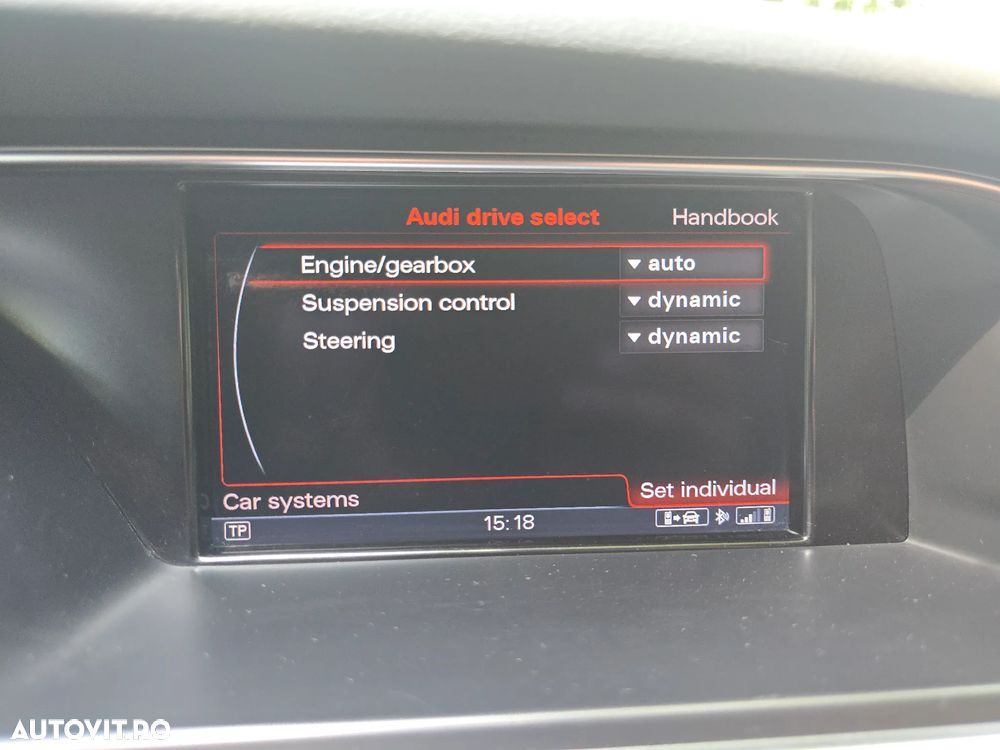 Audi drive select Handbook
Engine/gearbox auto
Suspension control dynamic
Steering dynamic
Car systems Set individual
TP 15:18
AUTOVIT.RO